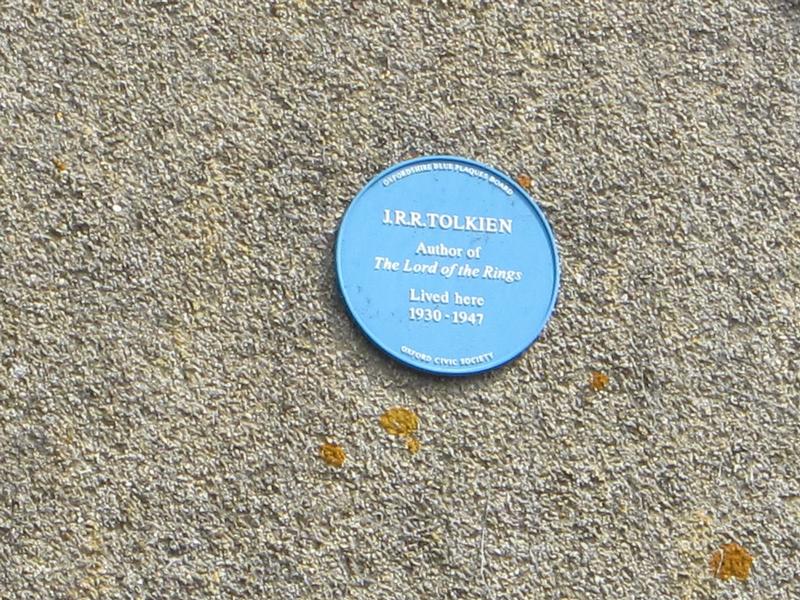 OXFORDSHIRE BLUE PLAQUES BOARD
J.R.R.TOLKIEN
Author of
The Lord of the Rings
Lived here
1930-1947
OXFORD CIVIC SOCIETY